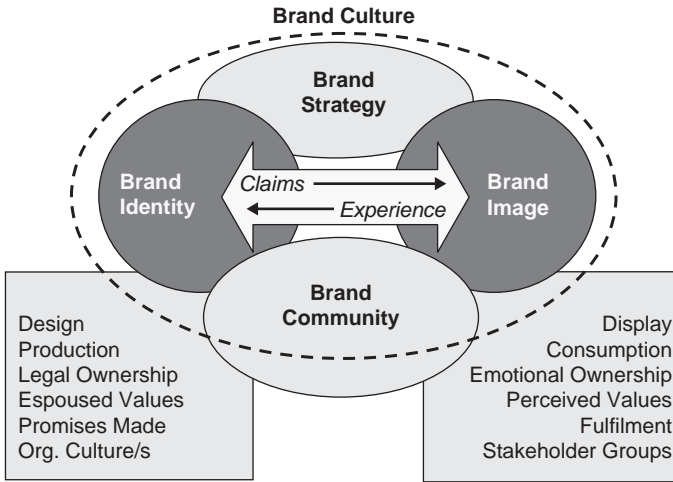 Brand Culture
Brand
Strategy
Brand
Identity
Claims
Experience
Brand
Image
Brand
Community
Design
Production
Legal Ownership
Espoused Values
Promises Made
Org. Culture/s
Display
Consumption
Emotional Ownership
Perceived Values
Fulfilment
Stakeholder Groups